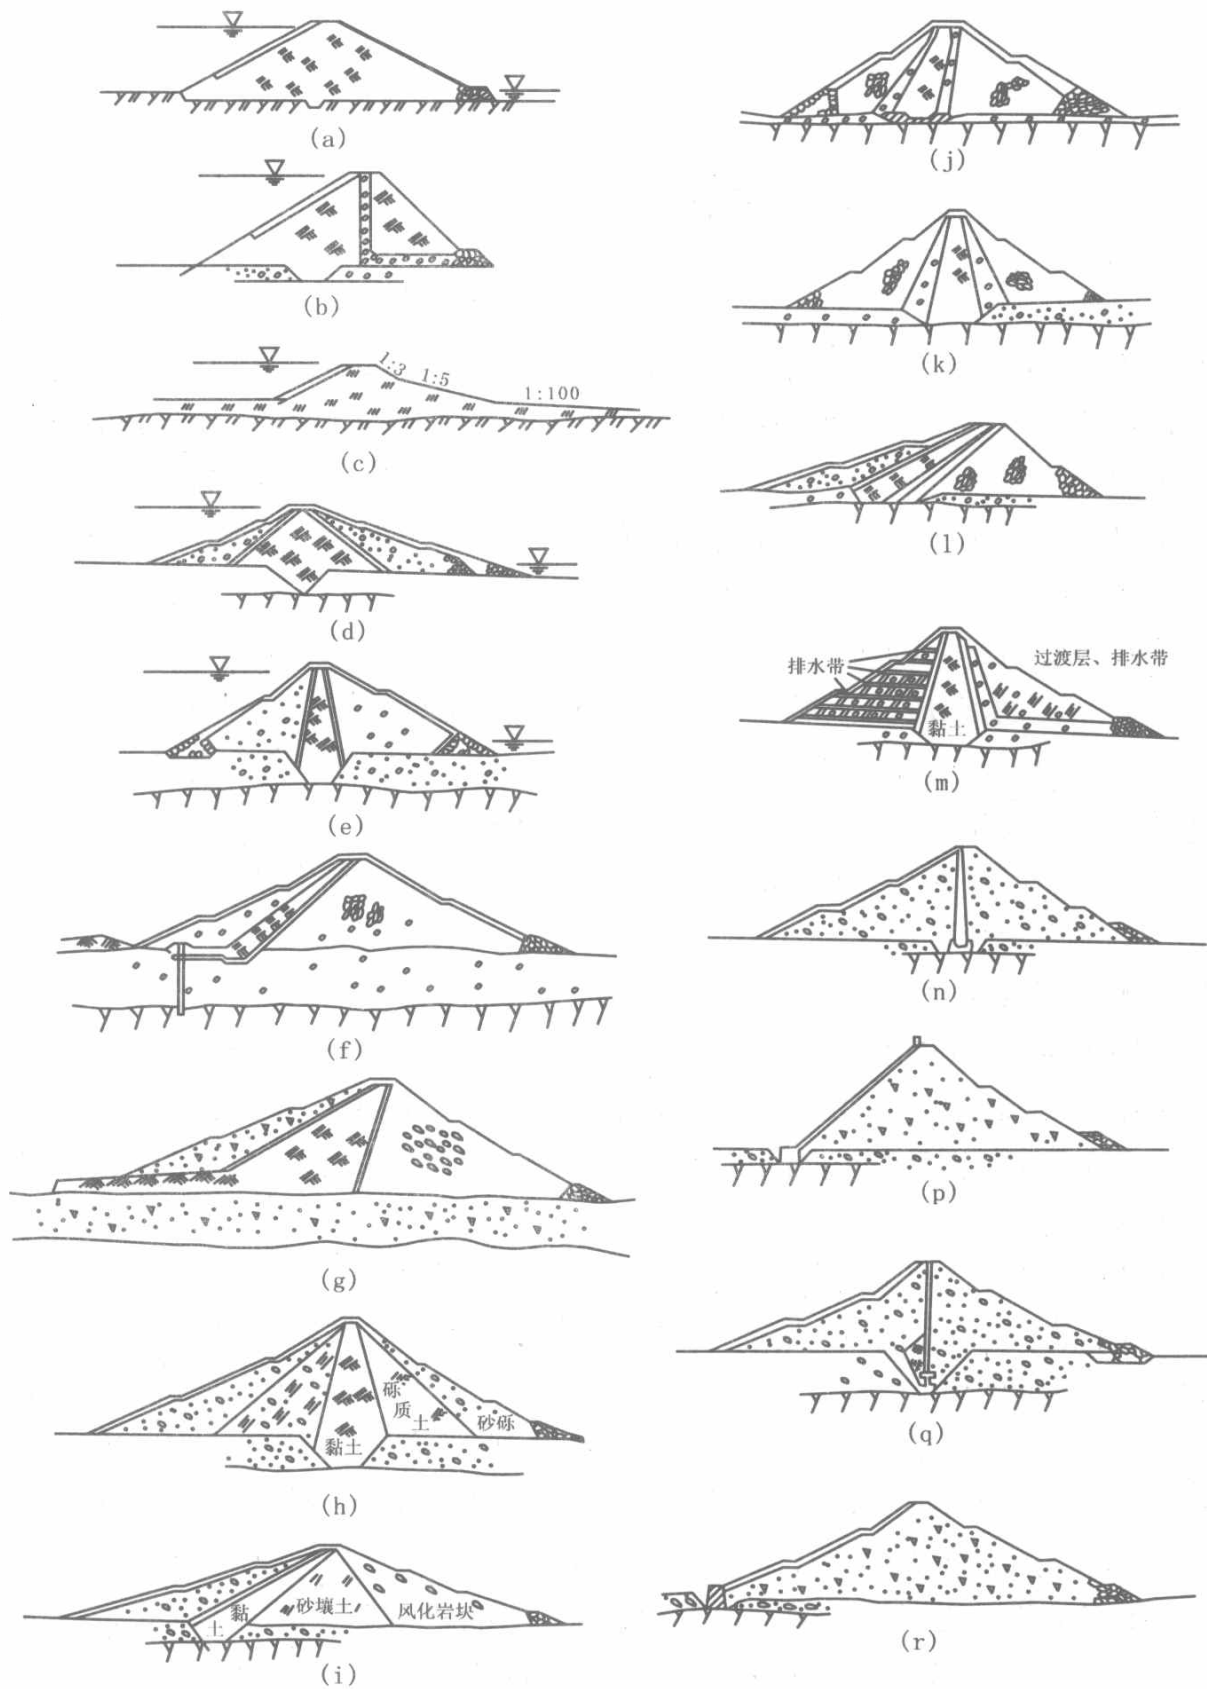 (a)
(b)
1:3
1:5
1:100
(c)
(d)
(e)
(f)
(g)
砾
质
土
砂砾
黏土
(h)
黏
土
砂壤土
风化岩块
(i)
(j)
(k)
(l)
排水带
过渡层、排水带
黏土
(m)
(n)
(p)
(q)
(r)